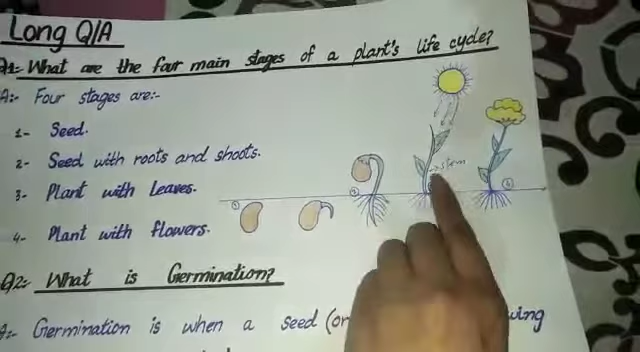 Long Q/A
Q1:- What are the four main stages of a plant's life cycle?
A:- Four stages are:-
1- Seed.
2- Seed with roots and shoots.
3- Plant with Leaves.
4- Plant with flowers.
stem
Q2:- What is Germination?
A:- Germination is when a seed (or